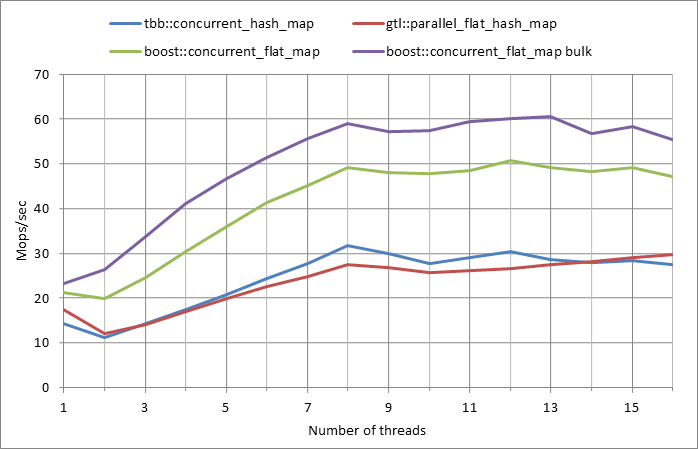 tbb::concurrent_hash_map gtl::parallel_flat_hash_map
boost::concurrent_flat_map boost::concurrent_flat_map bulk
70
60
50
40
30
20
10
0
Mops/sec
1 3 5 7 9 11 13 15
Number of threads